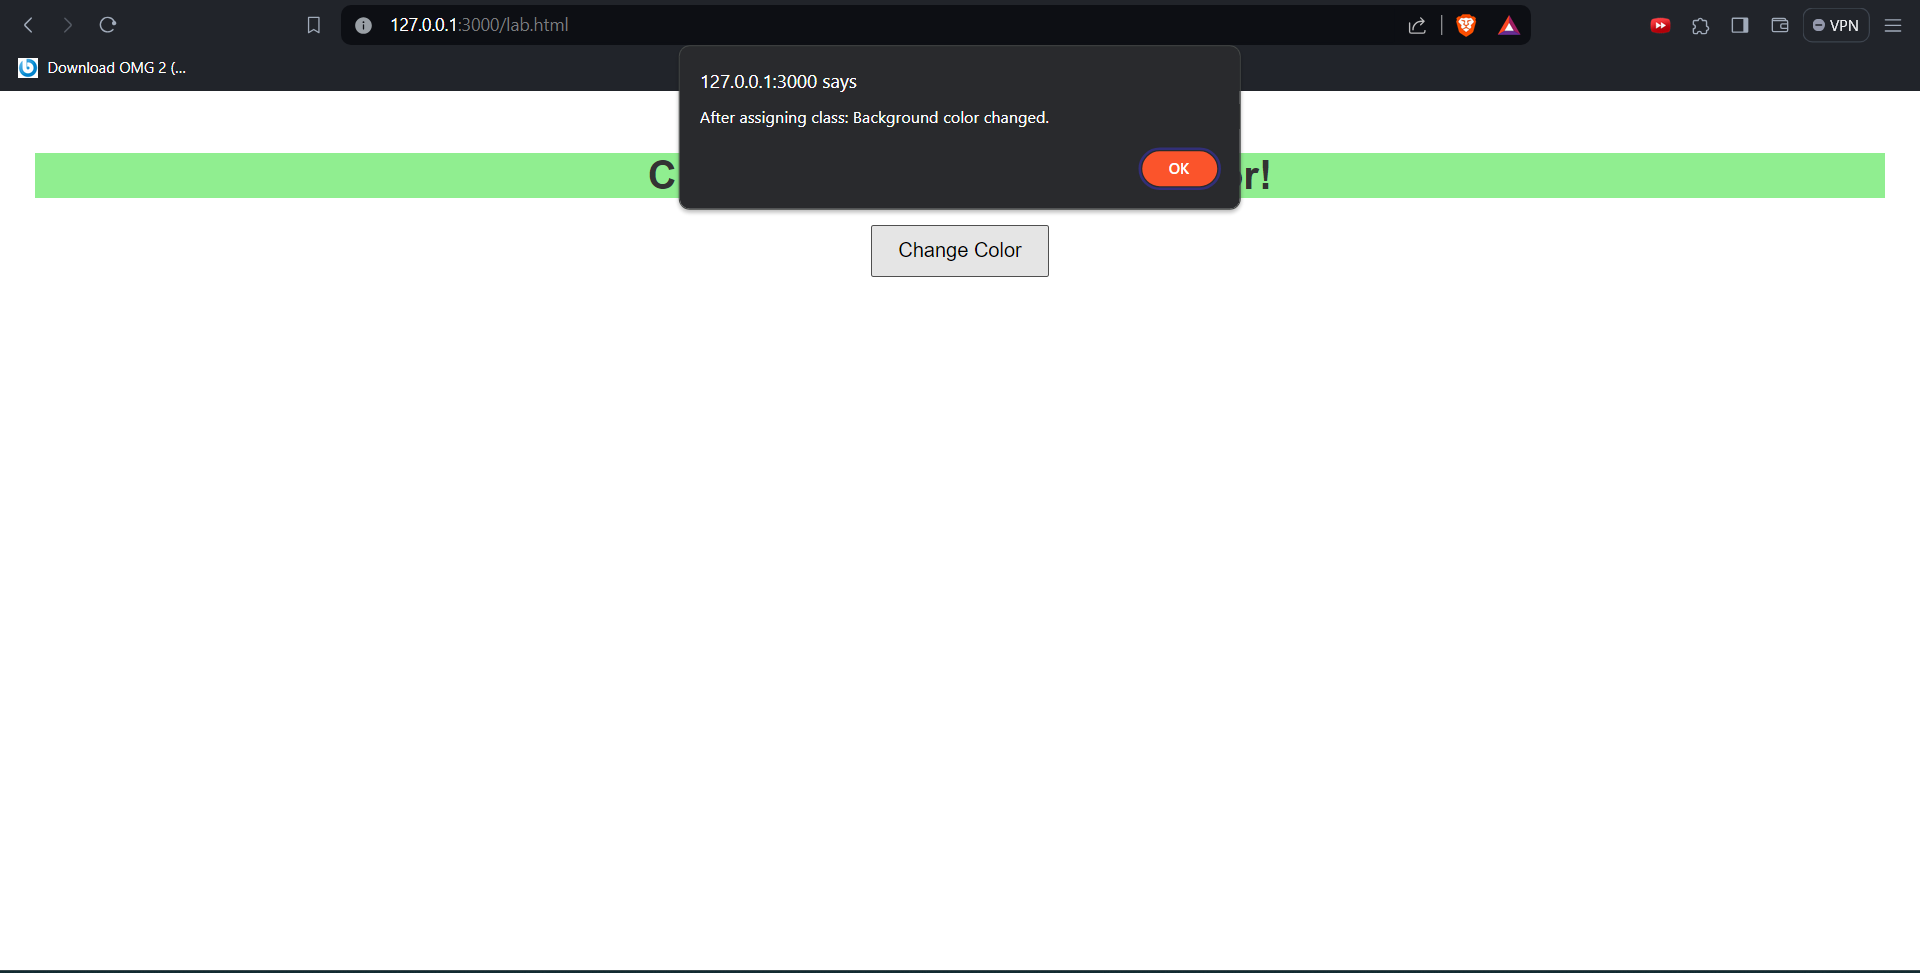 127.0.0.1:3000/lab.html
VPN
Download OMG 2 (...
127.0.0.1:3000 says
After assigning class: Background color changed.
OK
Change Color